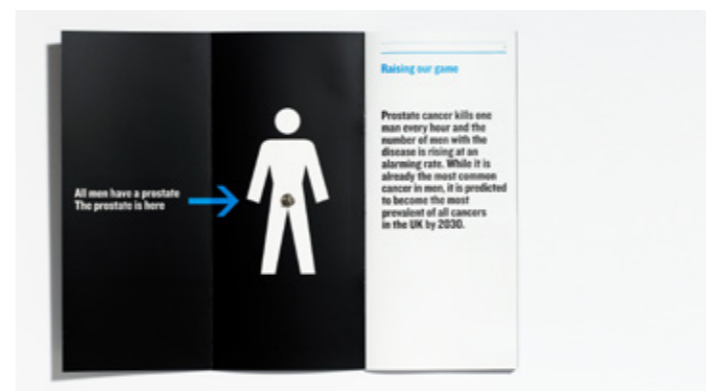 All men have a prostate
The prostate is here
Raising our game
Prostate cancer kills one
man every hour and the
number of men with the
disease is rising at an
alarming rate. While it is
already the most common
cancer in men, it is predicted
to become the most
prevalent of all cancers
in the UK by 2030.